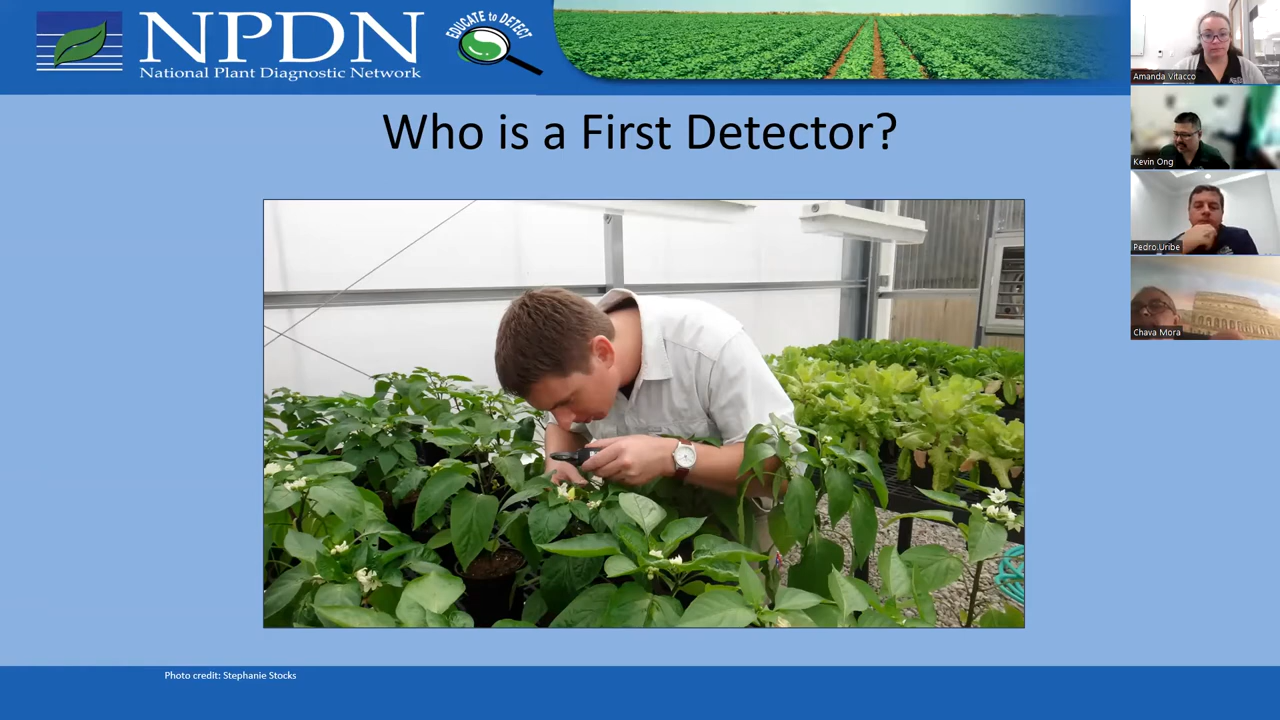 NPDN
National Plant Diagnostic Network
EDUCATE to DETECT
Who is a First Detector?
Amanda Vitacco
Kevin Ong
Pedro Uribe
Chava Mora
Photo credit: Stephanie Stocks